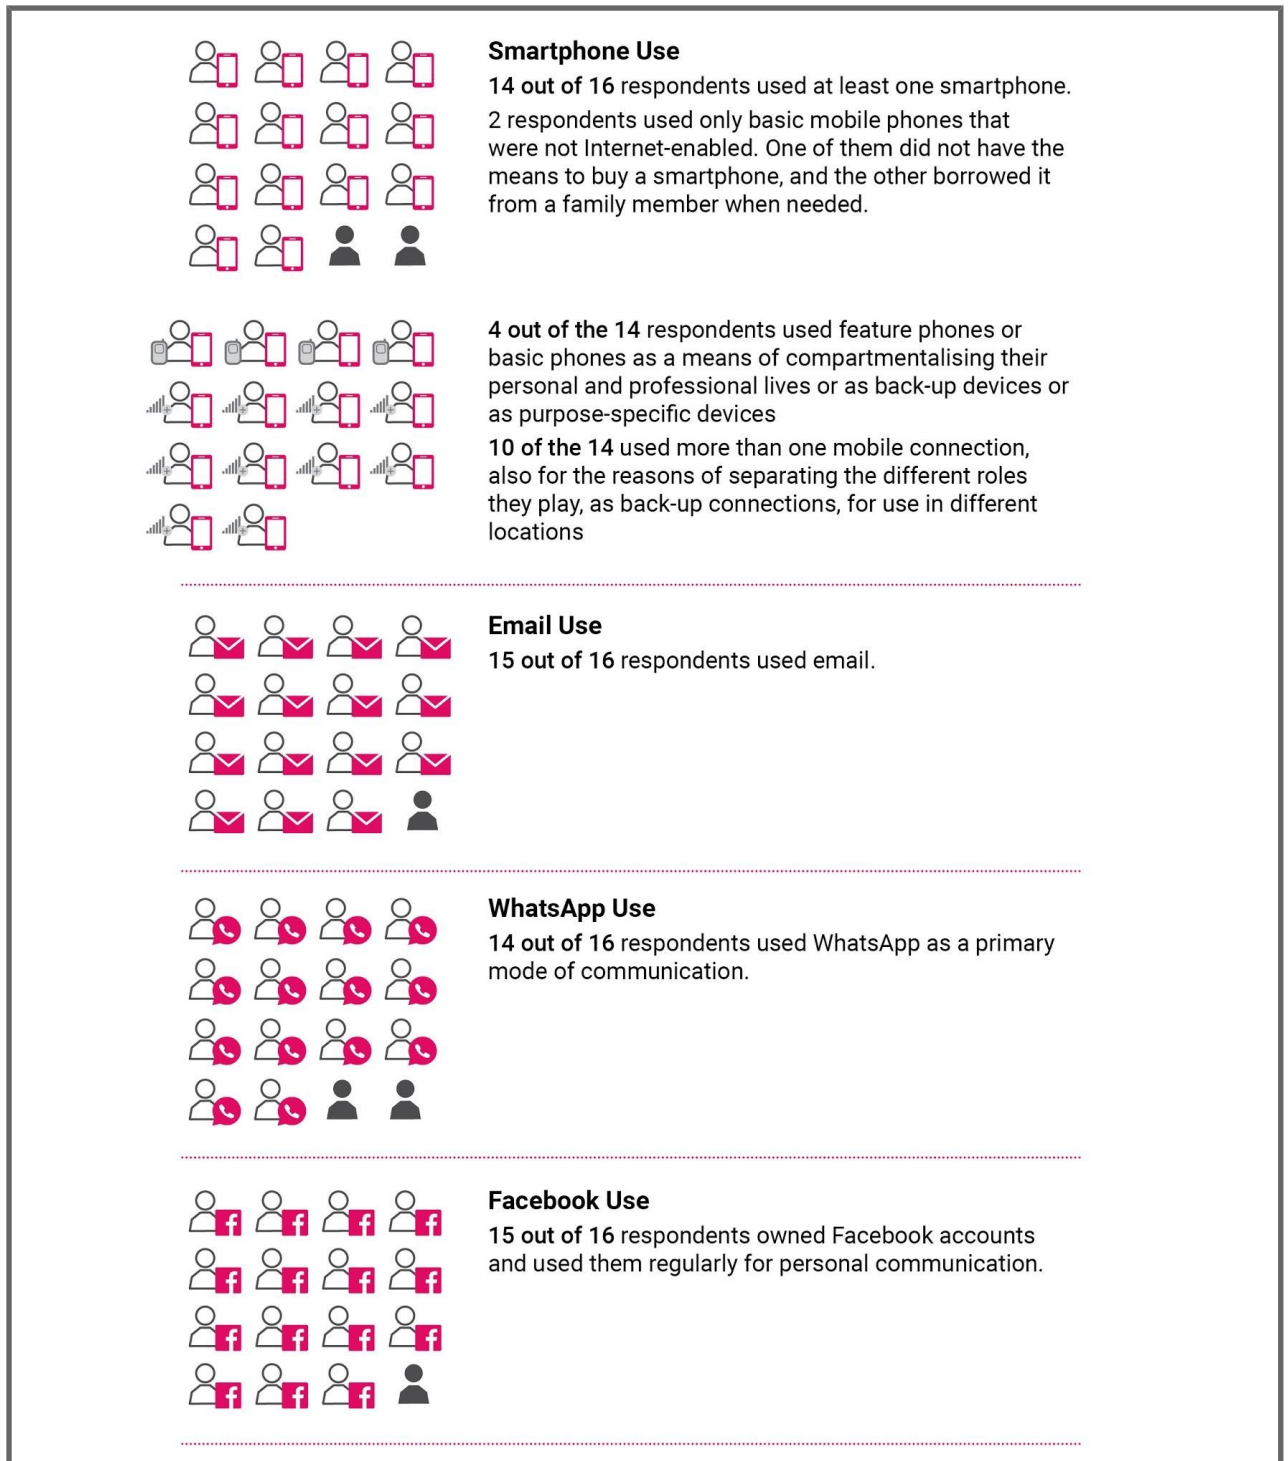 Smartphone Use
14 out of 16 respondents used at least one smartphone.
2 respondents used only basic mobile phones that
were not Internet-enabled. One of them did not have the
means to buy a smartphone, and the other borrowed it
from a family member when needed.
4 out of the 14 respondents used feature phones or
basic phones as a means of compartmentalising their
personal and professional lives or as back-up devices or
as purpose-specific devices
10 of the 14 used more than one mobile connection,
also for the reasons of separating the different roles
they play, as back-up connections, for use in different
locations
Email Use
15 out of 16 respondents used email.
WhatsApp Use
14 out of 16 respondents used WhatsApp as a primary
mode of communication.
Facebook Use
15 out of 16 respondents owned Facebook accounts
and used them regularly for personal communication.